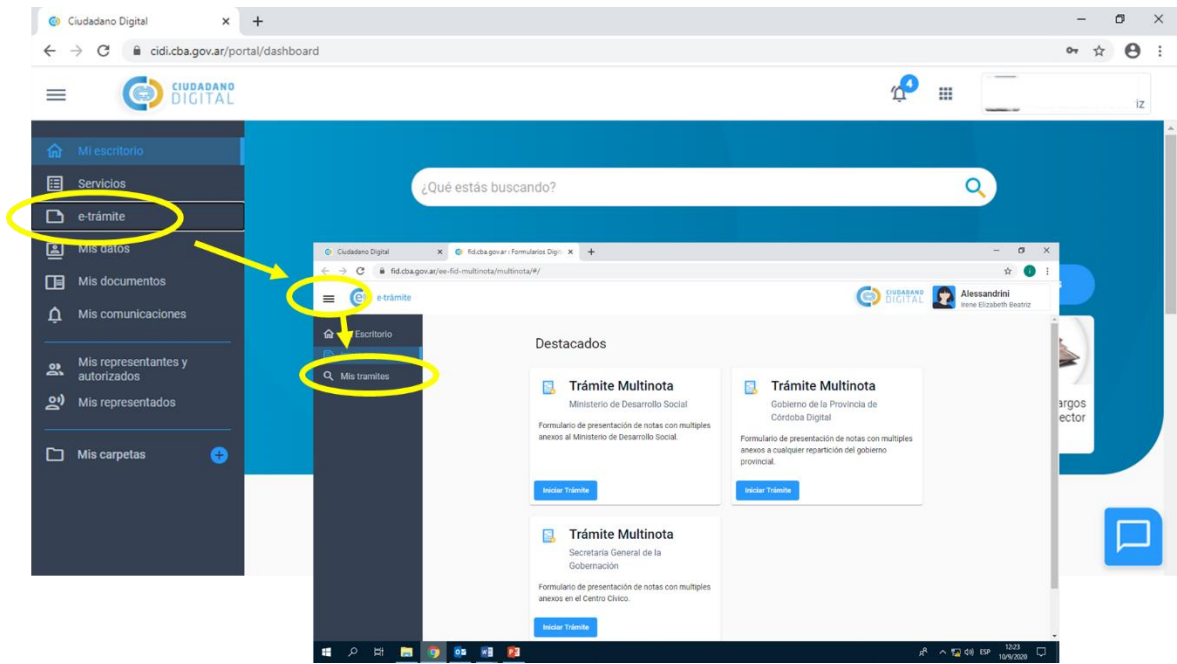 Ciudadano Digital
cidi.cba.gov.ar/portal/dashboard
CIUDADANO
DIGITAL
4
iz
Mi escritorio
Servicios
e-trámite
Mis datos
Mis documentos
Mis comunicaciones
Mis representantes y
autorizados
Mis representados
Mis carpetas
¿Qué estás buscando?
s
argos
ector
Ciudadano Digital
fid.cba.gov.ar : Formularios Digit
fid.cba.gov.ar/ee-fid-multinota/multinota/#/
e-trámite
CIUDADANO
DIGITAL
Alessandrini
Irene Elizabeth Beatriz
Escritorio
Mis tramites
Destacados
Trámite Multinota
Ministerio de Desarrollo Social
Formulario de presentación de notas con multiples
anexos al Ministerio de Desarrollo Social.
Iniciar Trámite
Trámite Multinota
Gobierno de la Provincia de
Córdoba Digital
Formulario de presentación de notas con multiples
anexos a cualquier repartición del gobierno
provincial.
Iniciar Trámite
Trámite Multinota
Secretaría General de la
Gobernación
Formulario de presentación de notas con multiples
anexos en el Centro Cívico.
Iniciar Trámite
ESP
12:23
10/9/2020